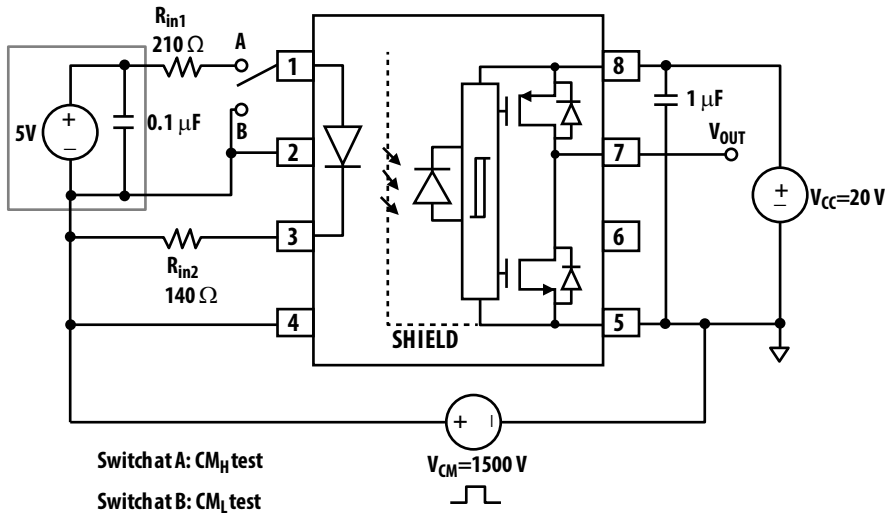 Rin1
210 Ω
A
1
8
5V
+
−
0.1 μF
B
1 μF
2
7
VOUT
+
−
VCC=20 V
3
6
Rin2
140 Ω
4
5
SHIELD
+
−
Switch at A: CMH test
VCM=1500 V
Switch at B: CML test